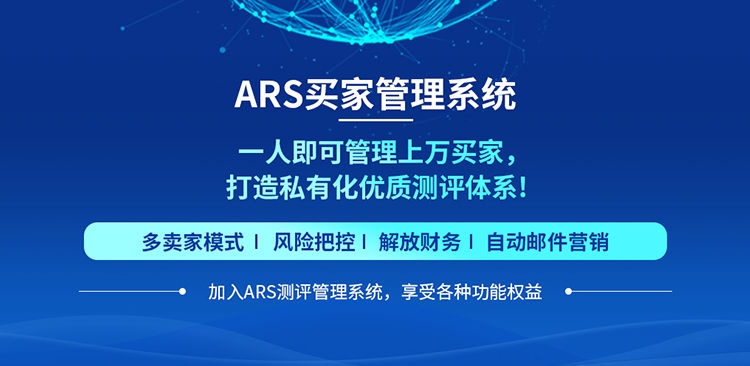 ARS买家管理系统
一人即可管理上万买家，
打造私有化优质测评体系!
多卖家模式 | 风险把控 | 解放财务 | 自动邮件营销
加入ARS测评管理系统，享受各种功能权益